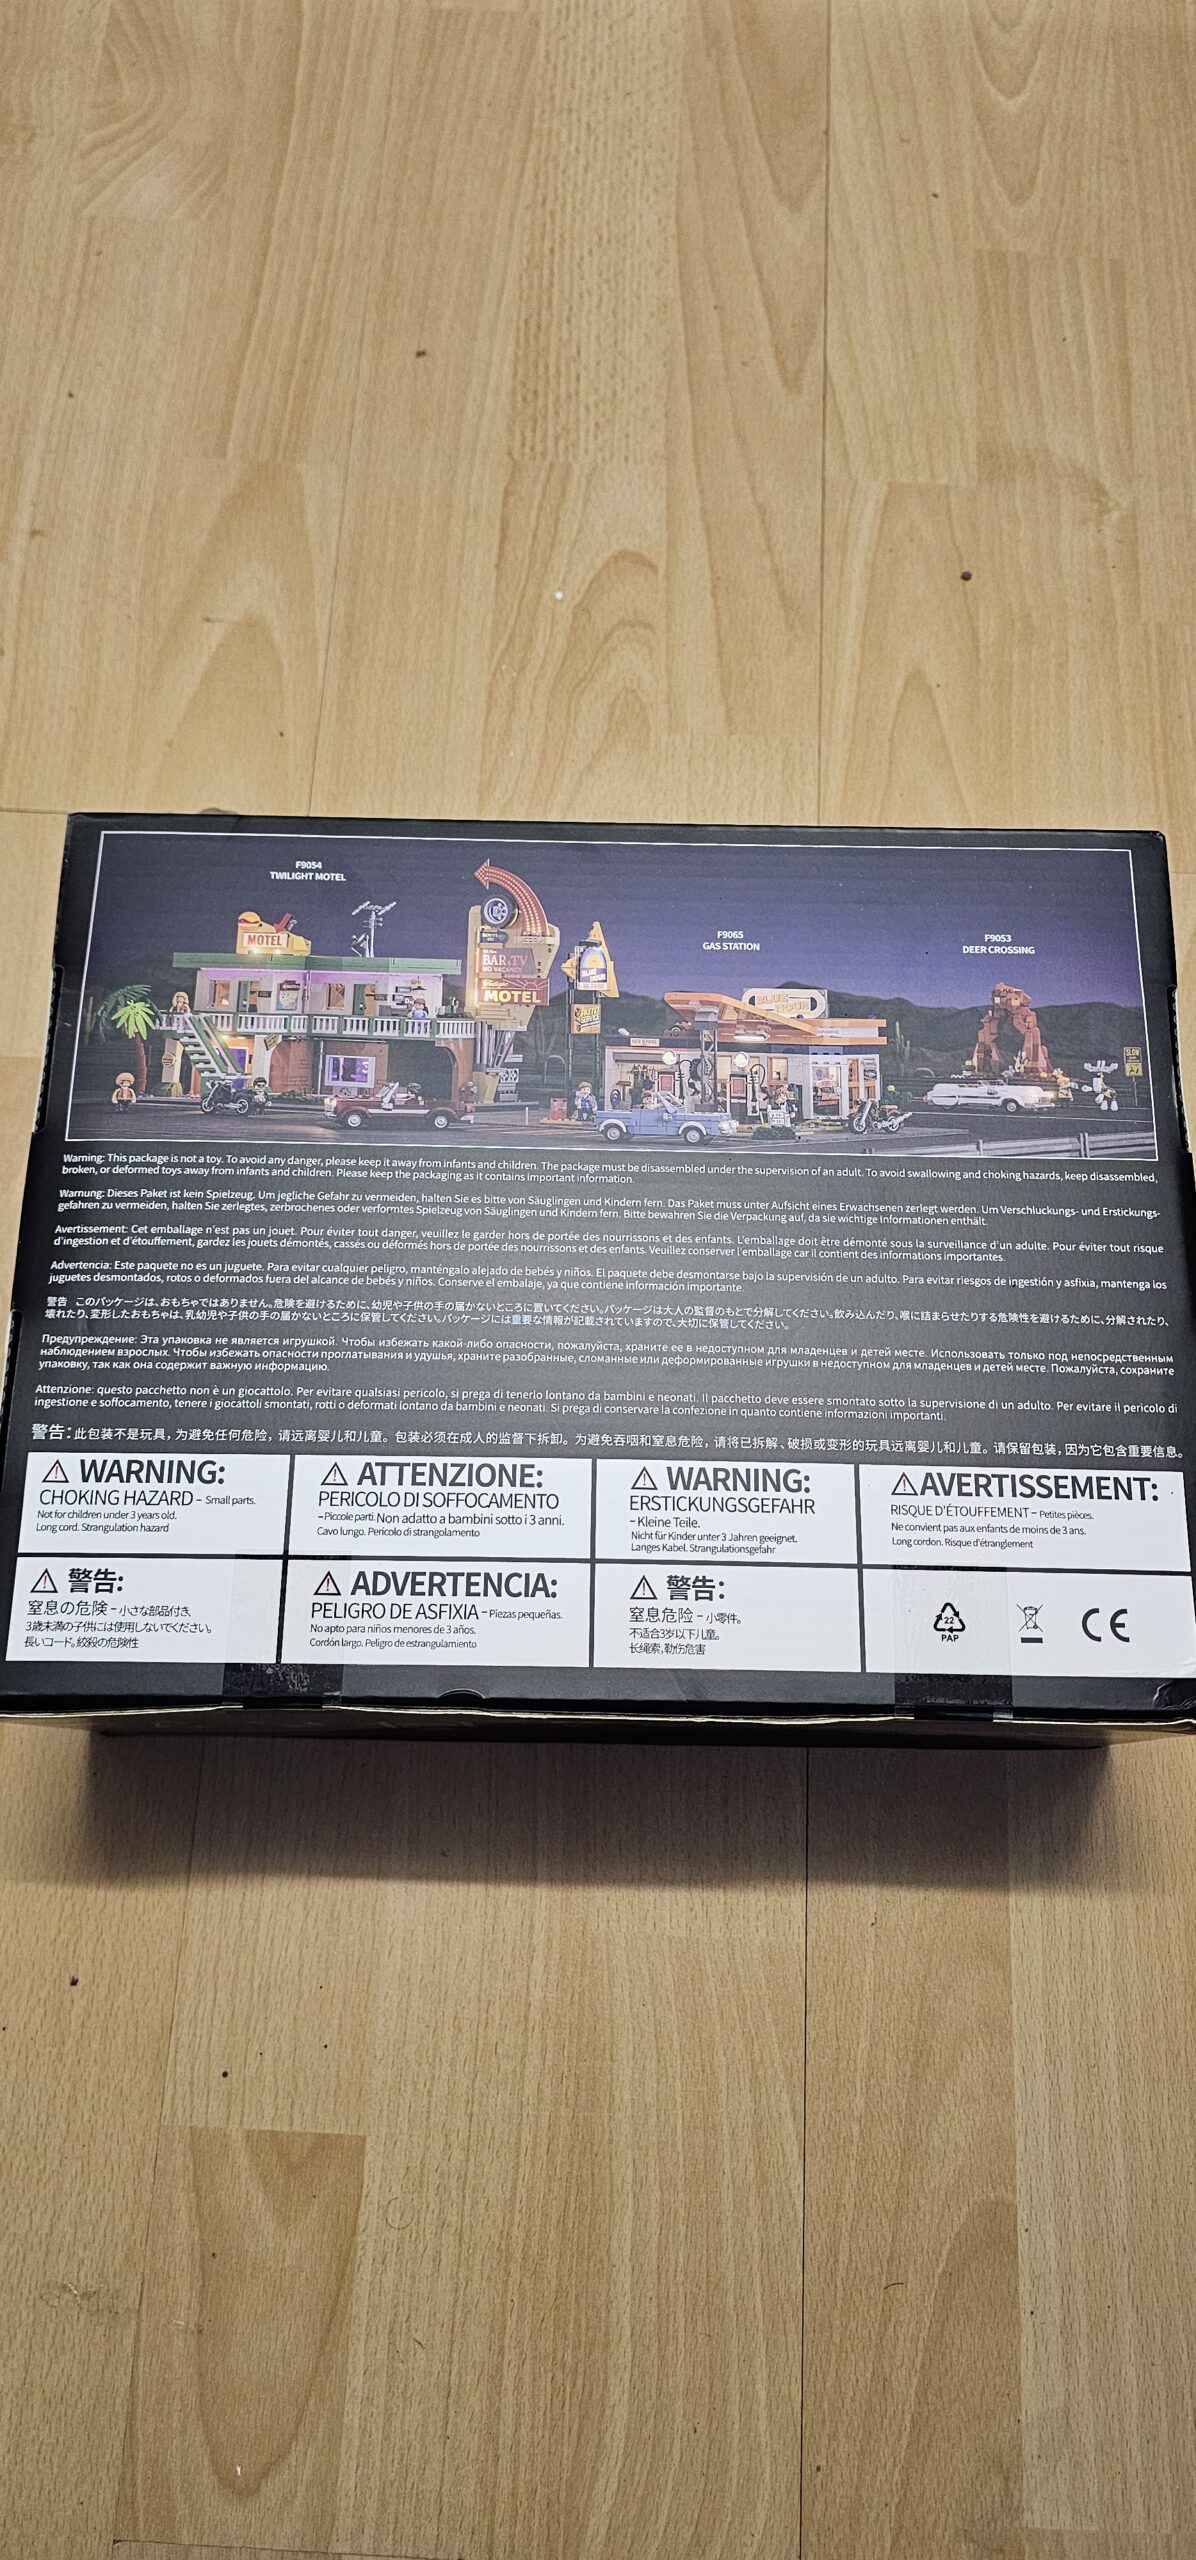 F9054
TWILIGHT MOTEL
F9065
GAS STATION
F9053
DEER CROSSING
MOTEL
BAR TV
NO VACANCY
MOTEL
BLUE HOUR
AUTO SERVICE
BLUE HOUR
SLOW
Warning: This package is not a toy. To avoid any danger, please keep it away from infants and children. The package must be disassembled under the supervision of an adult. To avoid swallowing and choking hazards, keep disassembled,
broken, or deformed toys away from infants and children. Please keep the packaging as it contains important information.
Warnung: Dieses Paket ist kein Spielzeug. Um jegliche Gefahr zu vermeiden, halten Sie es bitte von Säuglingen und Kindern fern. Das Paket muss unter Aufsicht eines Erwachsenen zerlegt werden. Um Verschluckungs- und Erstickungs-
gefahren zu vermeiden, halten Sie zerlegtes, zerbrochenes oder verformtes Spielzeug von Säuglingen und Kindern fern. Bitte bewahren Sie die Verpackung auf, da sie wichtige Informationen enthält.
Avertissement: Cet emballage n'est pas un jouet. Pour éviter tout danger, veuillez le garder hors de portée des nourrissons et des enfants. L'emballage doit être démonté sous la surveillance d'un adulte. Pour éviter tout risque
d'ingestion et d'étouffement, gardez les jouets démontés, cassés ou déformés hors de portée des nourrissons et des enfants. Veuillez conserver l'emballage car il contient des informations importantes.
Advertencia: Este paquete no es un juguete. Para evitar cualquier peligro, manténgalo alejado de bebés y niños. El paquete debe desmontarse bajo la supervisión de un adulto. Para evitar riesgos de ingestión y asfixia, mantenga los
juguetes desmontados, rotos o deformados fuera del alcance de bebés y niños. Conserve el embalaje, ya que contiene información importante
警告 このパッケージは、おもちゃではありません。危険を避けるために、幼児や子供の手の届かないところに置いてください。パッケージは大人の監督のもとで分解してください。飲み込んだり、喉に詰まらせたりする危険性を避けるために、分解されたり、
壊れたり、変形したおもちゃは、乳幼児や子供の手の届かないところに保管してください。パッケージには重要な情報が記載されていますので、大切に保管してください。
Предупреждение: Эта упаковка не является игрушкой. Чтобы избежать какой-либо опасности, пожалуйста, храните ее в недоступном для младенцев и детей месте. Использовать только под непосредственным
наблюдением взрослых. Чтобы избежать опасности проглатывания и удушья, храните разобранные, сломанные или деформированные игрушки в недоступном для младенцев и детей месте. Пожалуйста, сохраните
упаковку, так как она содержит важную информацию.
Attenzione: questo pacchetto non è un giocattolo. Per evitare qualsiasi pericolo, si prega di tenerlo lontano da bambini e neonati. Il pacchetto deve essere smontato sotto la supervisione di un adulto. Per evitare il pericolo di
ingestione e soffocamento, tenere i giocattoli smontati, rotti o deformati lontano da bambini e neonati. Si prega di conservare la confezione in quanto contiene informazioni importanti.
警告:此包装不是玩具，为避免任何危险，请远离婴儿和儿童。包装必须在成人的监督下拆卸。为避免吞咽和窒息危险，请将已拆解、破损或变形的玩具远离婴儿和儿童。请保留包装，因为它包含重要信息。
WARNING:
CHOKING HAZARD – Small parts.
Not for children under 3 years old.
Long cord. Strangulation hazard
ATTENZIONE:
PERICOLO DI SOFFOCAMENTO
–Piccole parti. Non adatto a bambini sotto i 3 anni.
Cavo lungo. Pericolo di strangolamento
WARNUNG:
ERSTICKUNGSGEFAHR
– Kleine Teile.
Nicht für Kinder unter 3 Jahren geeignet.
Langes Kabel. Strangulationsgefahr
AVERTISSEMENT:
RISQUE D'ÉTOUFFEMENT – Petites pièces.
Ne convient pas aux enfants de moins de 3 ans.
Long cordon. Risque d'étranglement
警告:
窒息の危険 – 小さな部品付き、
3歳未満の子供には使用しないでください。
長いコード。絞殺の危険性
ADVERTENCIA:
PELIGRO DE ASFIXIA – Piezas pequeñas.
No apto para niños menores de 3 años.
Cordón largo. Peligro de estrangulamiento
警告:
窒息危险 – 小零件。
不适合3岁以下儿童。
长绳索，勒伤危害
22
PAP
CE